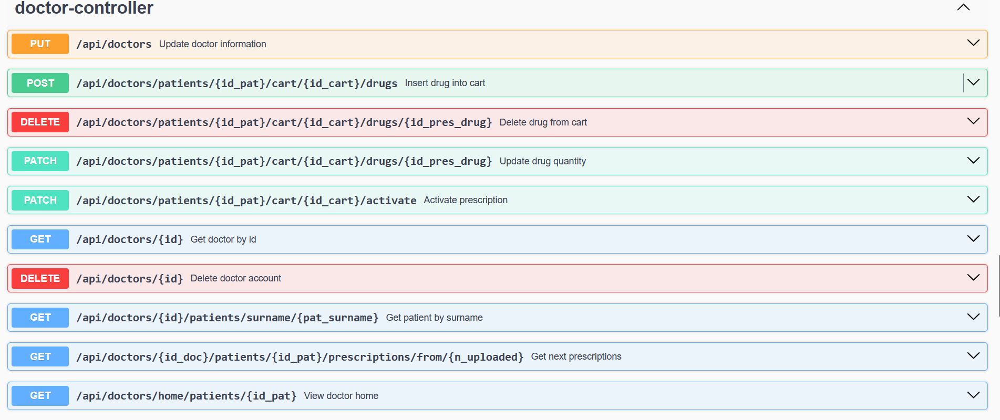 doctor-controller
PUT /api/doctors Update doctor information
POST /api/doctors/patients/{id_pat}/cart/{id_cart}/drugs Insert drug into cart
DELETE /api/doctors/patients/{id_pat}/cart/{id_cart}/drugs/{id_pres_drug} Delete drug from cart
PATCH /api/doctors/patients/{id_pat}/cart/{id_cart}/drugs/{id_pres_drug} Update drug quantity
PATCH /api/doctors/patients/{id_pat}/cart/{id_cart}/activate Activate prescription
GET /api/doctors/{id} Get doctor by id
DELETE /api/doctors/{id} Delete doctor account
GET /api/doctors/{id}/patients/surname/{pat_surname} Get patient by surname
GET /api/doctors/{id_doc}/patients/{id_pat}/prescriptions/from/{n_uploaded} Get next prescriptions
GET /api/doctors/home/patients/{id_pat} View doctor home